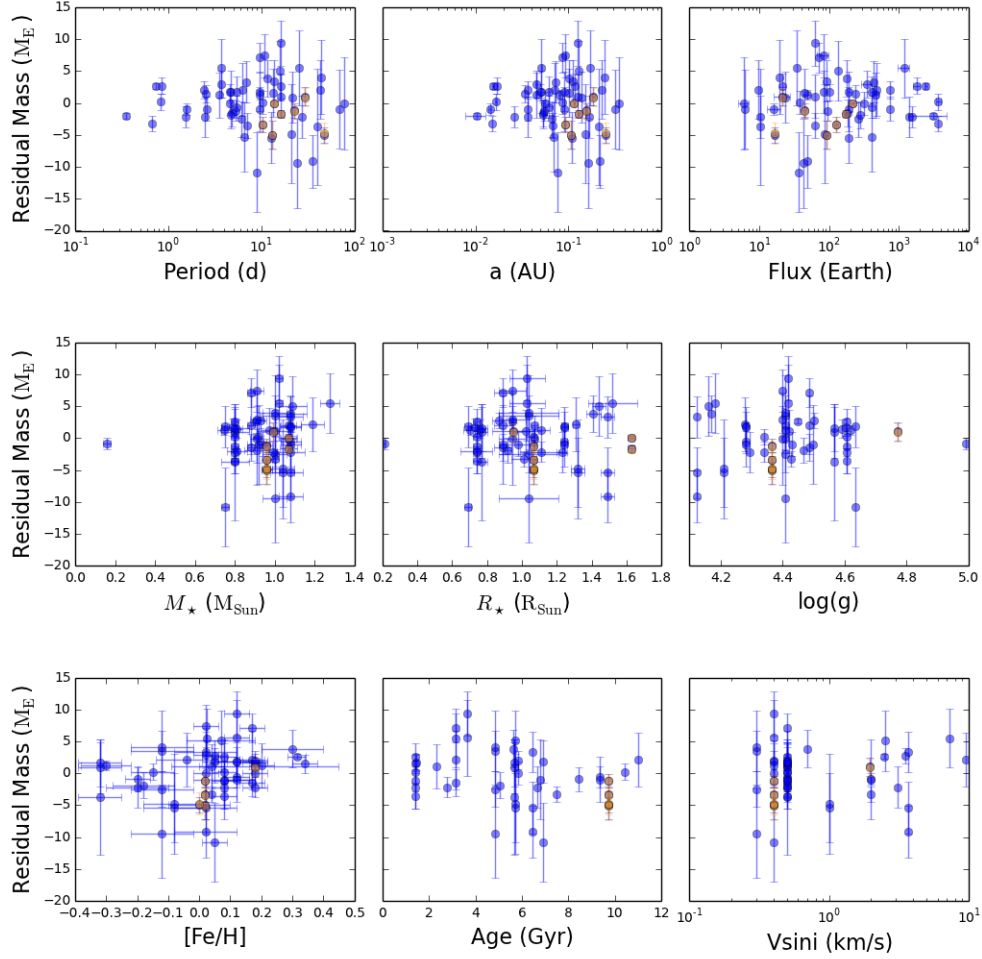 15
10
5
0
−5
−10
−15
−20
Residual Mass (M_E)
10^-1 10^0 10^1 10^2
Period (d)
10^-3 10^-2 10^-1 10^0
a (AU)
10^0 10^1 10^2 10^3 10^4
Flux (Earth)
15
10
5
0
−5
−10
−15
−20
Residual Mass (M_E)
0.0 0.2 0.4 0.6 0.8 1.0 1.2 1.4
M_★ (M_Sun)
0.2 0.4 0.6 0.8 1.0 1.2 1.4 1.6 1.8
R_★ (R_Sun)
4.2 4.4 4.6 4.8 5.0
log(g)
15
10
5
0
−5
−10
−15
−20
Residual Mass (M_E)
−0.4 −0.3 −0.2 −0.1 0.0 0.1 0.2 0.3 0.4 0.5
[Fe/H]
0 2 4 6 8 10 12
Age (Gyr)
10^-1 10^0 10^1
Vsini (km/s)